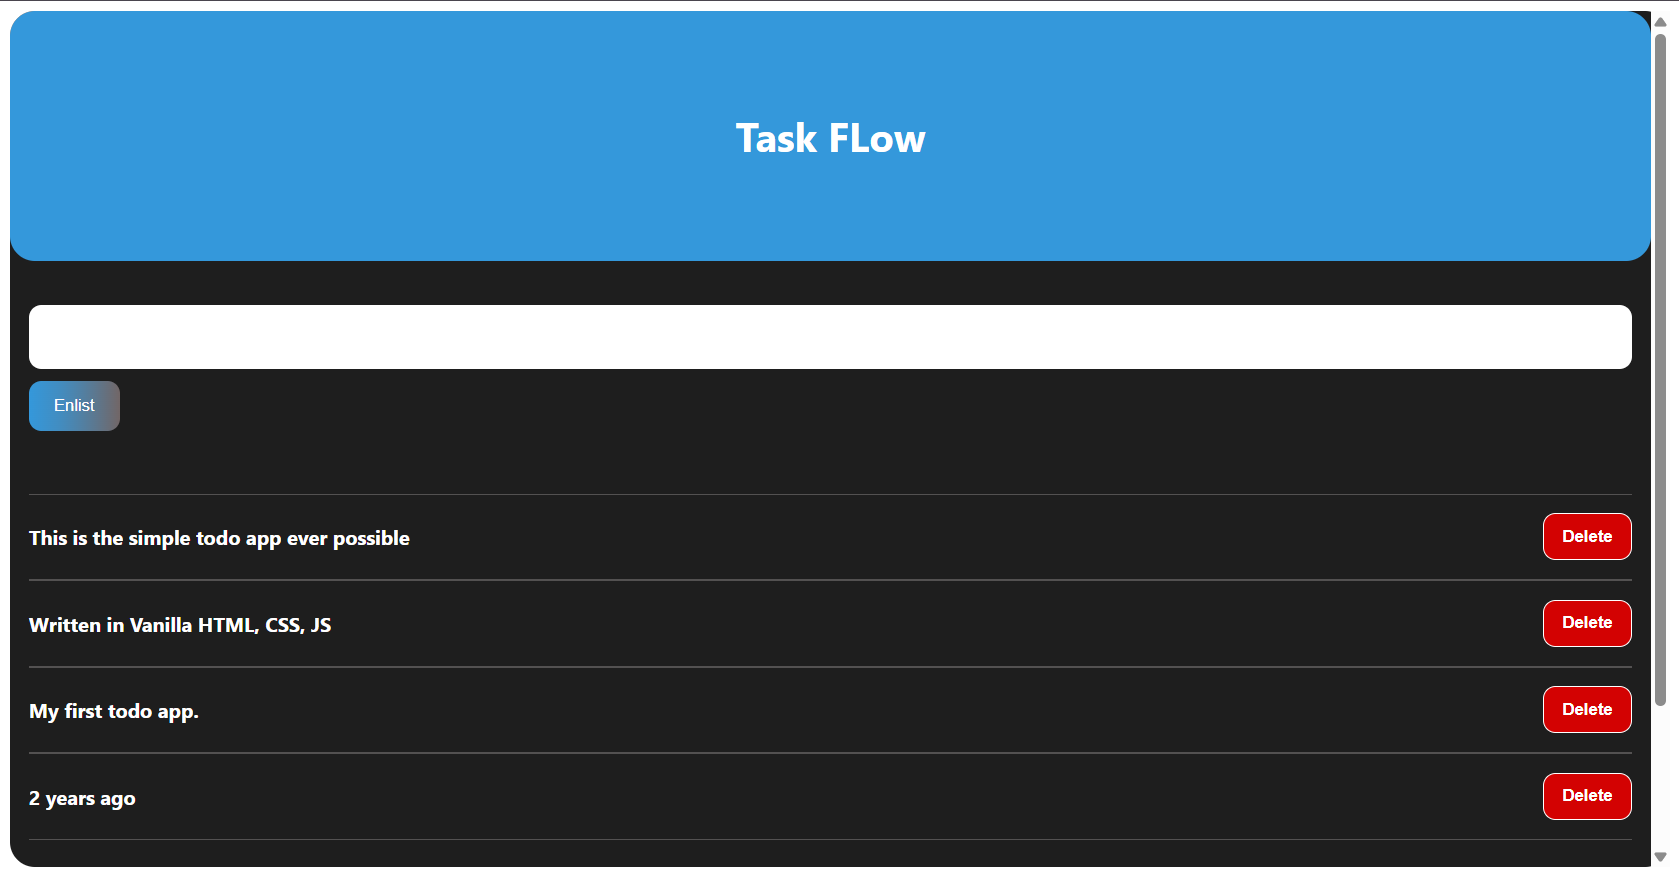 Task FLow
Enlist
This is the simple todo app ever possible
Delete
Written in Vanilla HTML, CSS, JS
Delete
My first todo app.
Delete
2 years ago
Delete